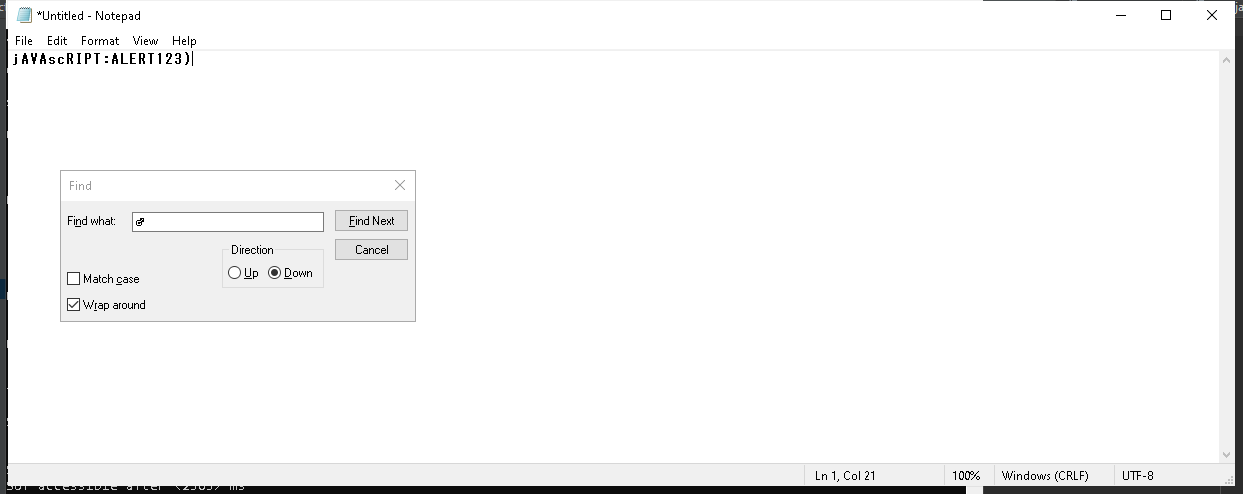 *Untitled - Notepad
File Edit Format View Help
jAVAscRIPT:ALERT123)
Find
Find what:
Find Next
Cancel
Direction
Up Down
Match case
Wrap around
Ln 1, Col 21 100% Windows (CRLF) UTF-8